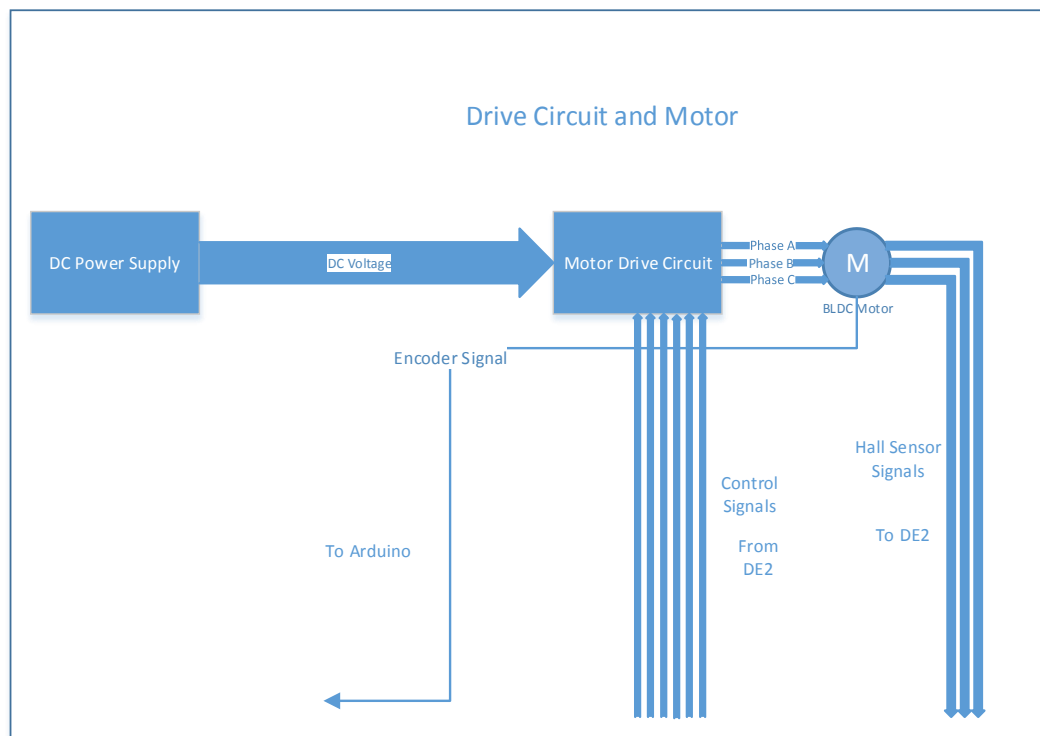 Drive Circuit and Motor
DC Power Supply
DC Voltage
Motor Drive Circuit
Phase A
Phase B
Phase C
M
BLDC Motor
Encoder Signal
Hall Sensor
Signals
Control
Signals
To DE2
From
DE2
To Arduino